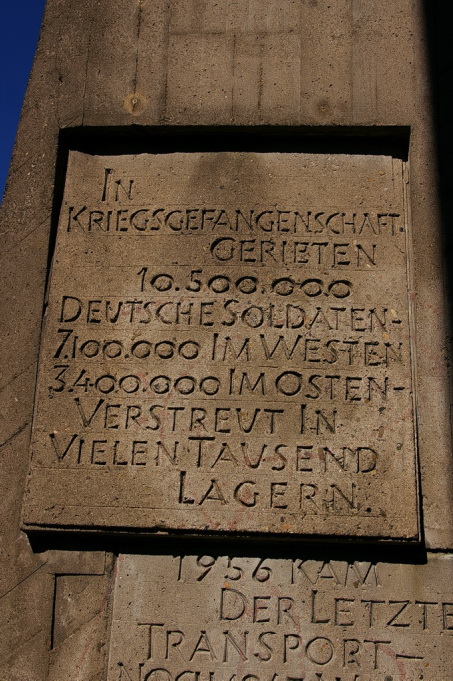 IN
KRIEGSGEFANGENSCHAFT
GERIETEN
10.500.000
DEUTSCHE SOLDATEN-
7.100.000 IM WESTEN
3.400.000 IM OSTEN-
VERSTREUT IN
VIELEN TAUSEND
LAGERN.
1956 KAM
DER LETZTE
TRANSPORT-